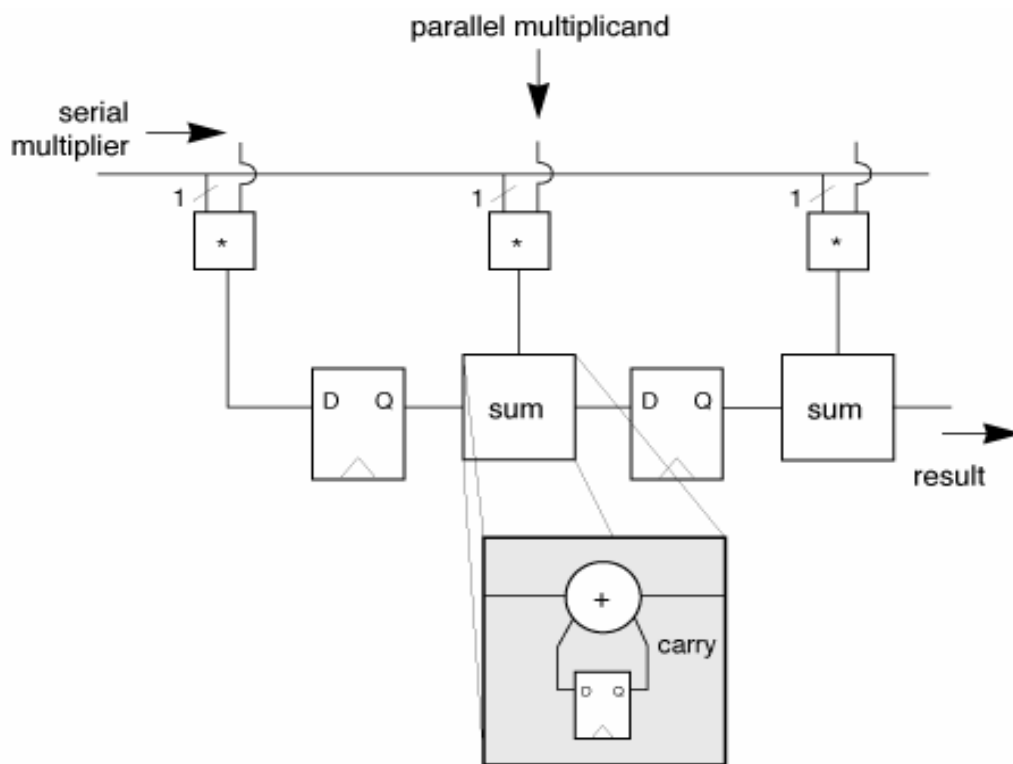 parallel multiplicand
serial
multiplier
1
1
1
*
*
*
D Q
sum
D Q
sum
result
+
carry
D Q